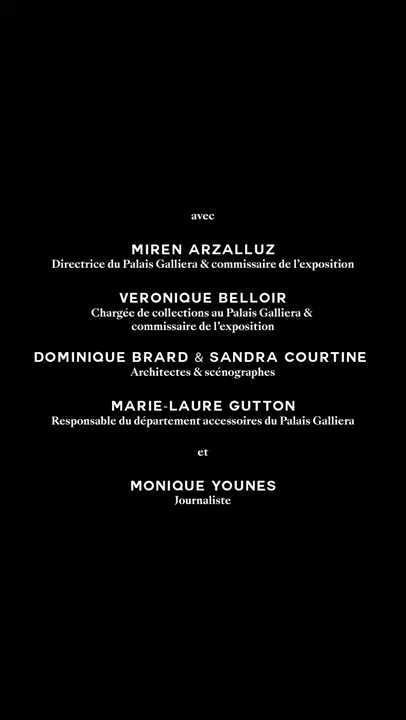 avec
MIREN ARZALLUZ
Directrice du Palais Galliera & commissaire de l'exposition
VERONIQUE BELLOIR
Chargée de collections au Palais Galliera &
commissaire de l'exposition
DOMINIQUE BRARD & SANDRA COURTINE
Architectes & scénographes
MARIE-LAURE GUTTON
Responsable du département accessoires du Palais Galliera
et
MONIQUE YOUNES
Journaliste